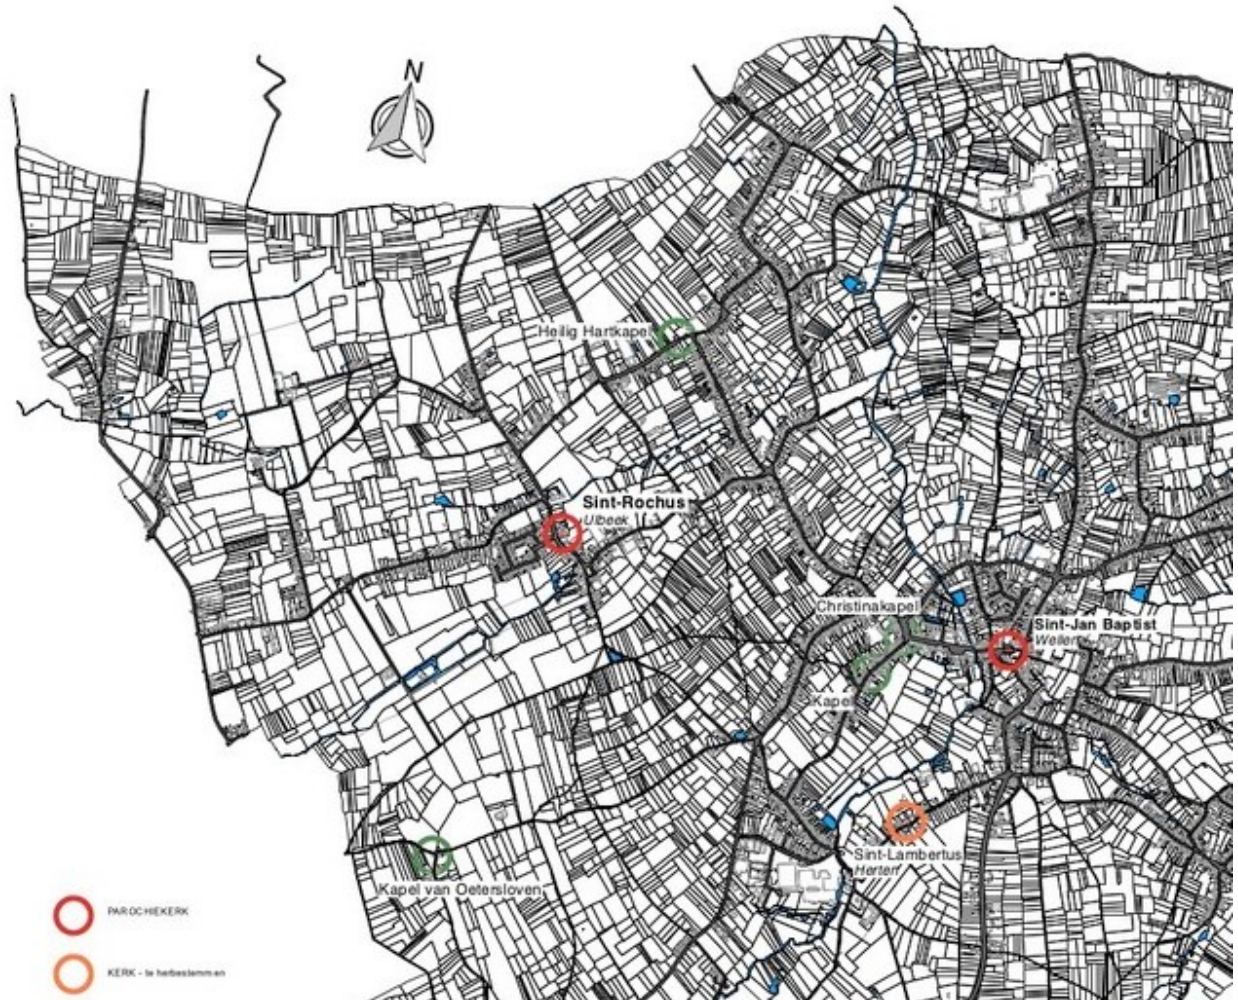 N
Heilig Hartkapel
Sint-Rochus
Ulbeek
Christinakapel
Sint-Jan Baptist
Kapel
Sint-Lambertus
Herten
Kapel van Oetersloven
PAROCHIEKERK
KERK - te herbestemmen